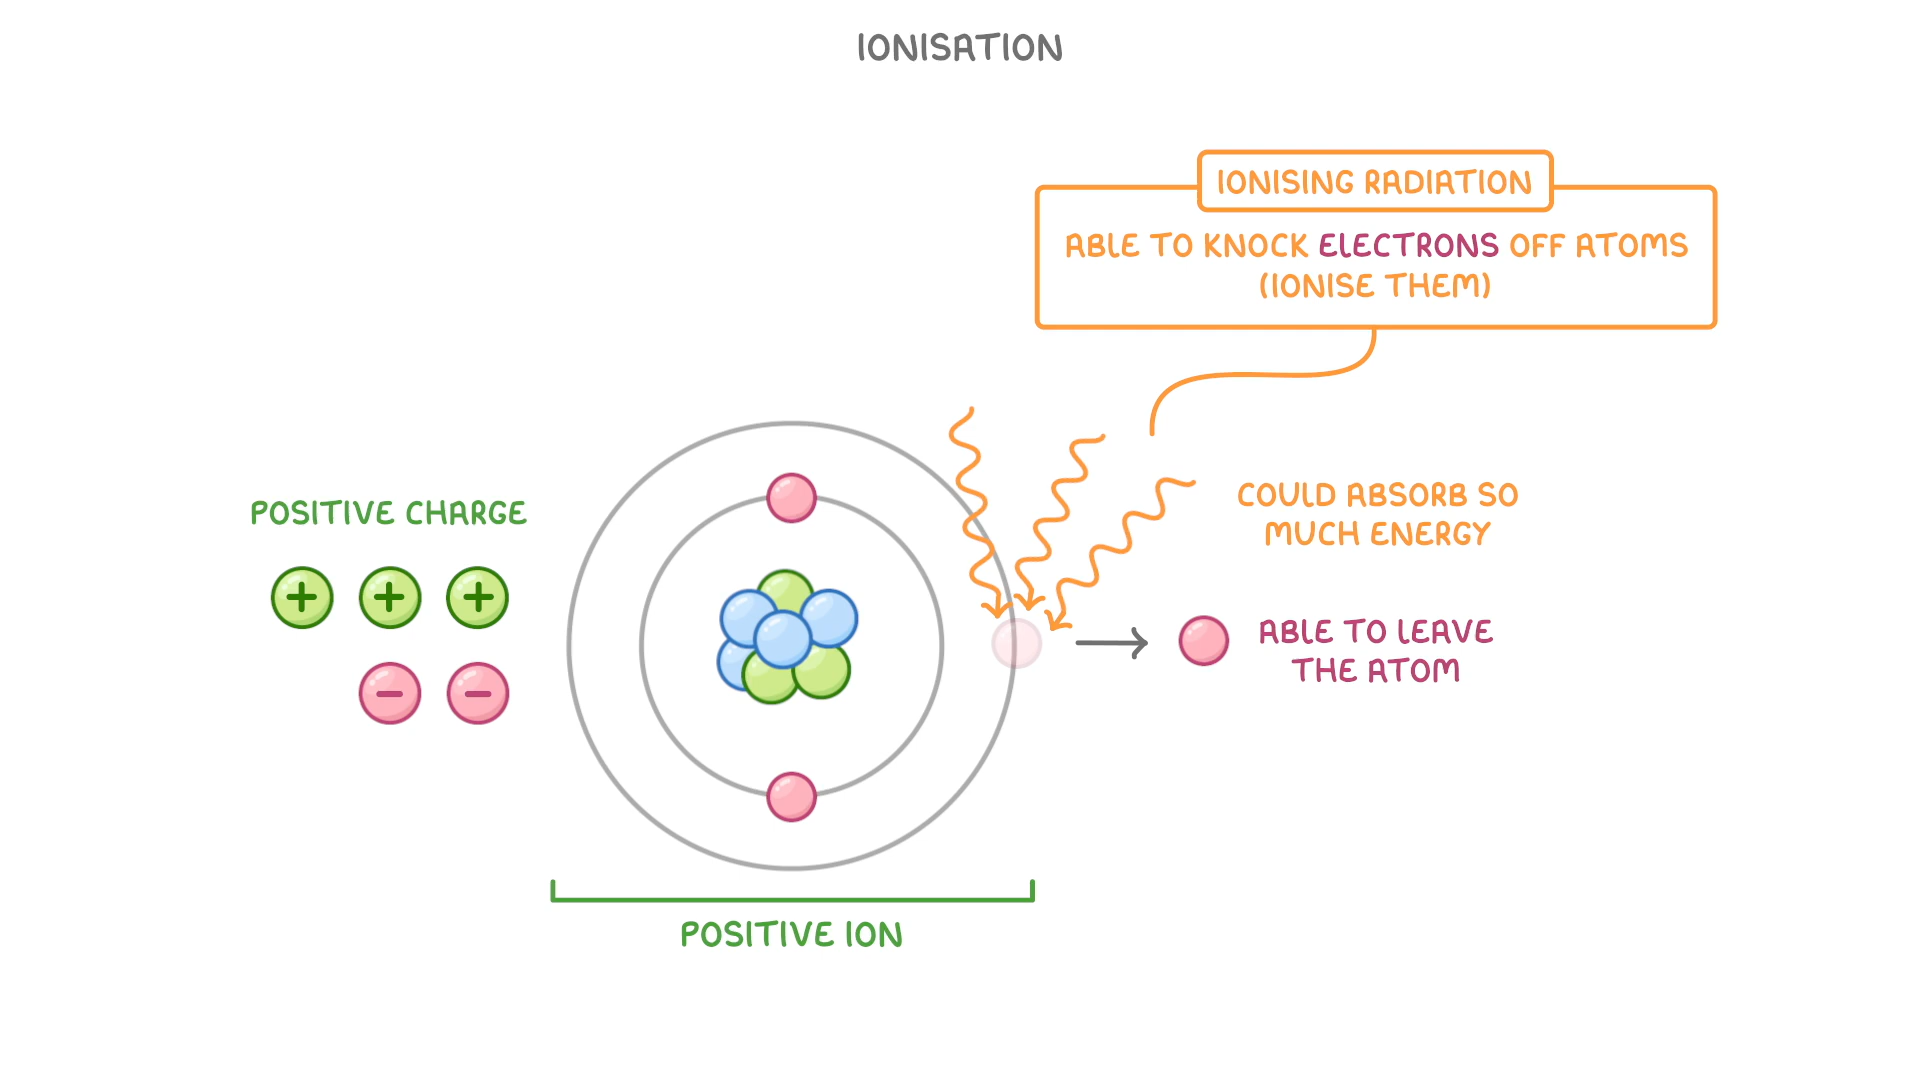 IONISATION
IONISING RADIATION
ABLE TO KNOCK ELECTRONS OFF ATOMS
(IONISE THEM)
COULD ABSORB SO
MUCH ENERGY
POSITIVE CHARGE
+ + +
− −
ABLE TO LEAVE
THE ATOM
POSITIVE ION